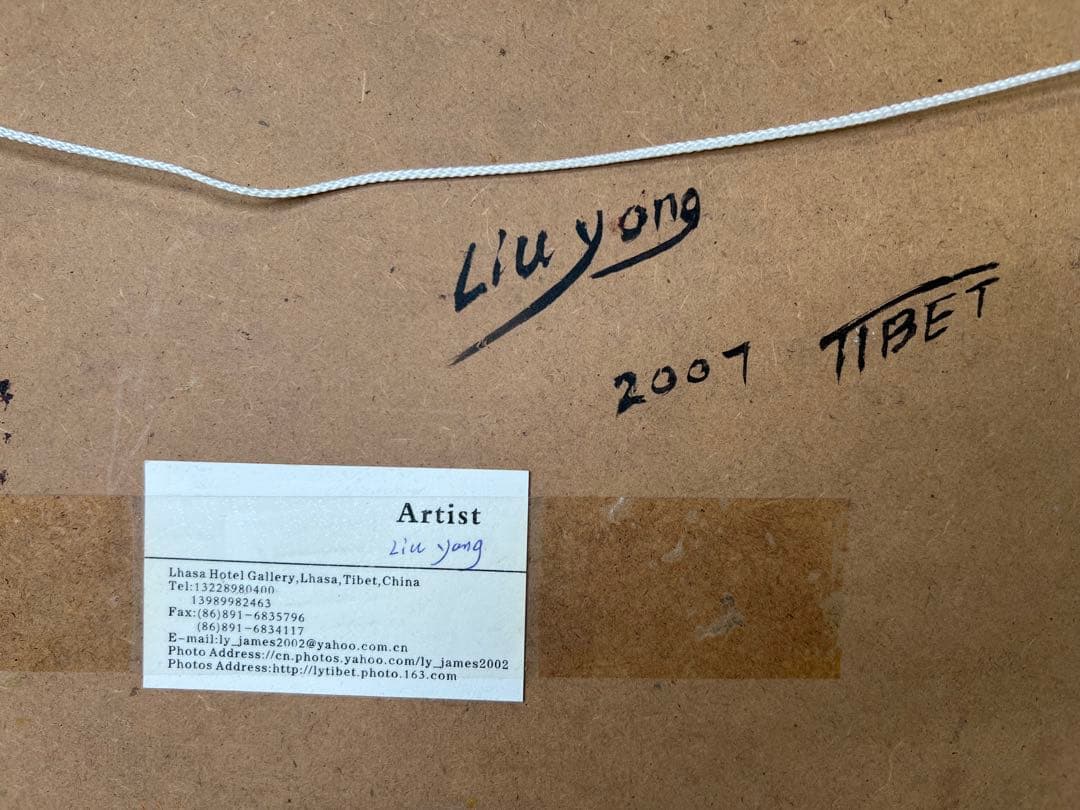 Liu yong
2007 TIBET
Artist
Liu yong
Lhasa Hotel Gallery,Lhasa,Tibet,China
Tel:13228980400
13989982463
Fax:(86)891-6835796
(86)891-6834117
E-mail:ly_james2002@yahoo.com.cn
Photo Address://cn.photos.yahoo.com/ly_james2002
Photos Address:http://lytibet.photo.163.com